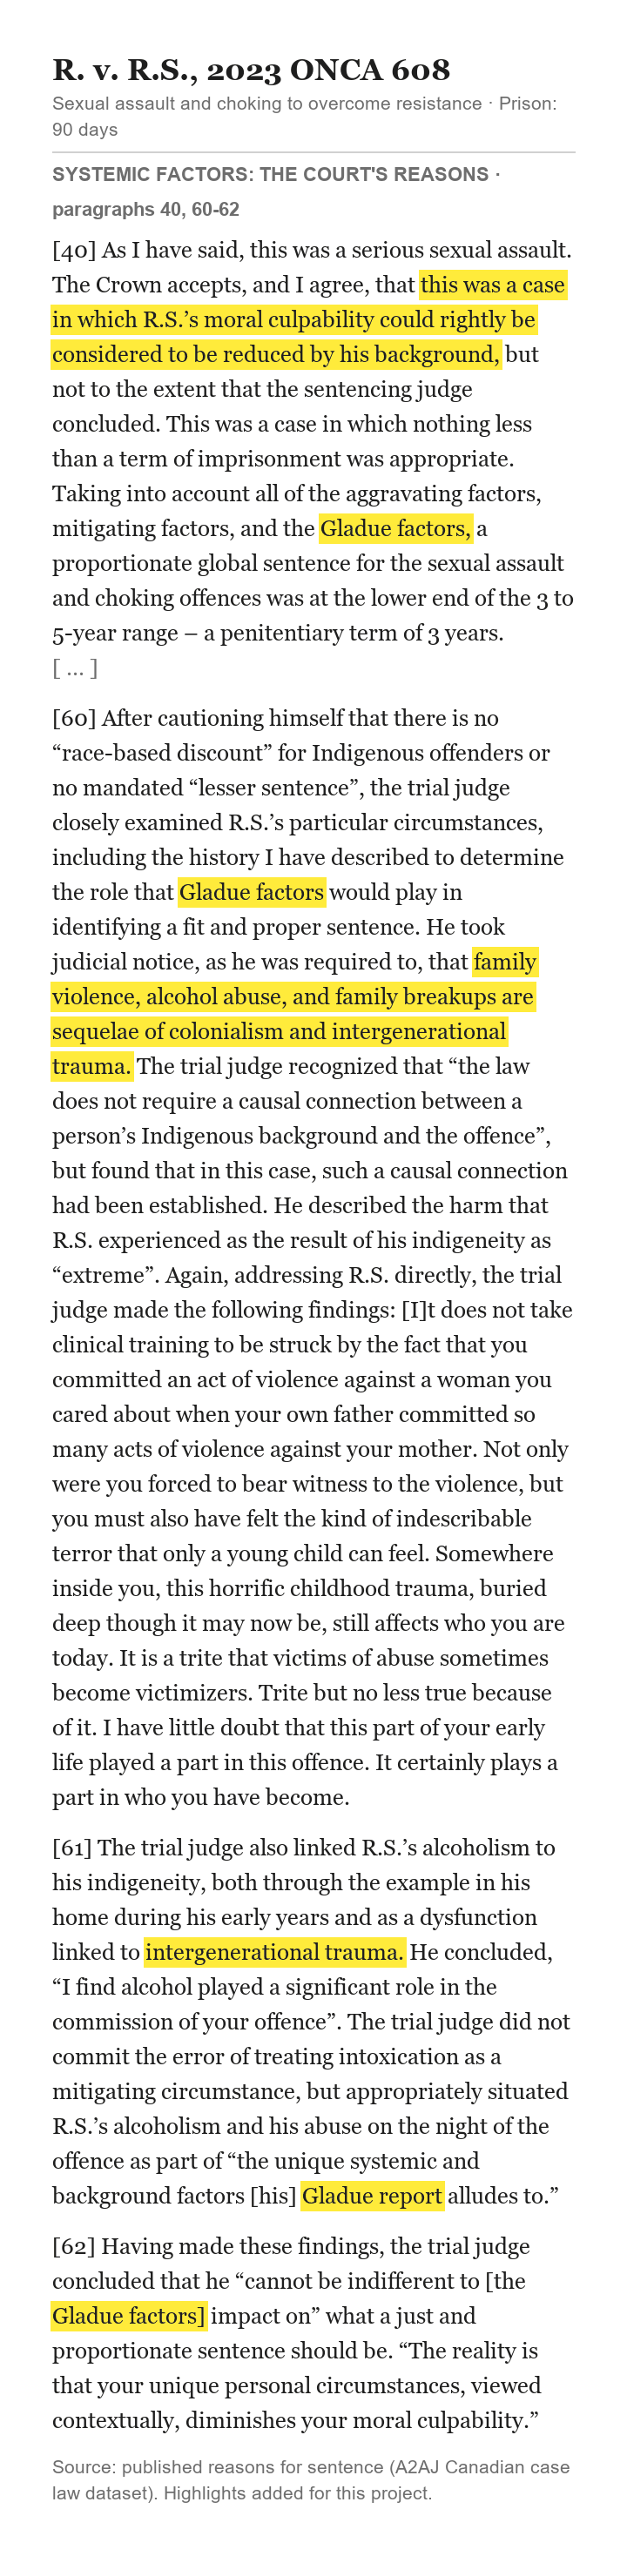 R. v. R.S., 2023 ONCA 608
Sexual assault and choking to overcome resistance · Prison:
90 days
SYSTEMIC FACTORS: THE COURT'S REASONS ·
paragraphs 40, 60-62
[40] As I have said, this was a serious sexual assault.
The Crown accepts, and I agree, that this was a case
in which R.S.’s moral culpability could rightly be
considered to be reduced by his background, but
not to the extent that the sentencing judge
concluded. This was a case in which nothing less
than a term of imprisonment was appropriate.
Taking into account all of the aggravating factors,
mitigating factors, and the Gladue factors, a
proportionate global sentence for the sexual assault
and choking offences was at the lower end of the 3 to
5-year range – a penitentiary term of 3 years.
[ ... ]
[60] After cautioning himself that there is no
“race-based discount” for Indigenous offenders or
no mandated “lesser sentence”, the trial judge
closely examined R.S.’s particular circumstances,
including the history I have described to determine
the role that Gladue factors would play in
identifying a fit and proper sentence. He took
judicial notice, as he was required to, that family
violence, alcohol abuse, and family breakups are
sequelae of colonialism and intergenerational
trauma. The trial judge recognized that “the law
does not require a causal connection between a
person’s Indigenous background and the offence”,
but found that in this case, such a causal connection
had been established. He described the harm that
R.S. experienced as the result of his indigeneity as
“extreme”. Again, addressing R.S. directly, the trial
judge made the following findings: [I]t does not take
clinical training to be struck by the fact that you
committed an act of violence against a woman you
cared about when your own father committed so
many acts of violence against your mother. Not only
were you forced to bear witness to the violence, but
you must also have felt the kind of indescribable
terror that only a young child can feel. Somewhere
inside you, this horrific childhood trauma, buried
deep though it may now be, still affects who you are
today. It is a trite that victims of abuse sometimes
become victimizers. Trite but no less true because
of it. I have little doubt that this part of your early
life played a part in this offence. It certainly plays a
part in who you have become.
[61] The trial judge also linked R.S.’s alcoholism to
his indigeneity, both through the example in his
home during his early years and as a dysfunction
linked to intergenerational trauma. He concluded,
“I find alcohol played a significant role in the
commission of your offence”. The trial judge did not
commit the error of treating intoxication as a
mitigating circumstance, but appropriately situated
R.S.’s alcoholism and his abuse on the night of the
offence as part of “the unique systemic and
background factors [his] Gladue report alludes to.”
[62] Having made these findings, the trial judge
concluded that he “cannot be indifferent to [the
Gladue factors] impact on” what a just and
proportionate sentence should be. “The reality is
that your unique personal circumstances, viewed
contextually, diminishes your moral culpability.”
Source: published reasons for sentence (A2AJ Canadian case
law dataset). Highlights added for this project.